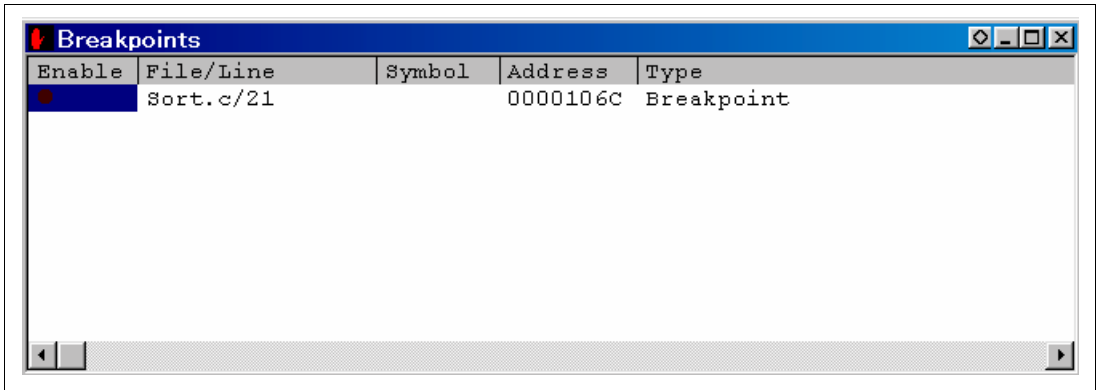 Breakpoints
Enable File/Line Symbol Address Type
Sort.c/21 0000106C Breakpoint